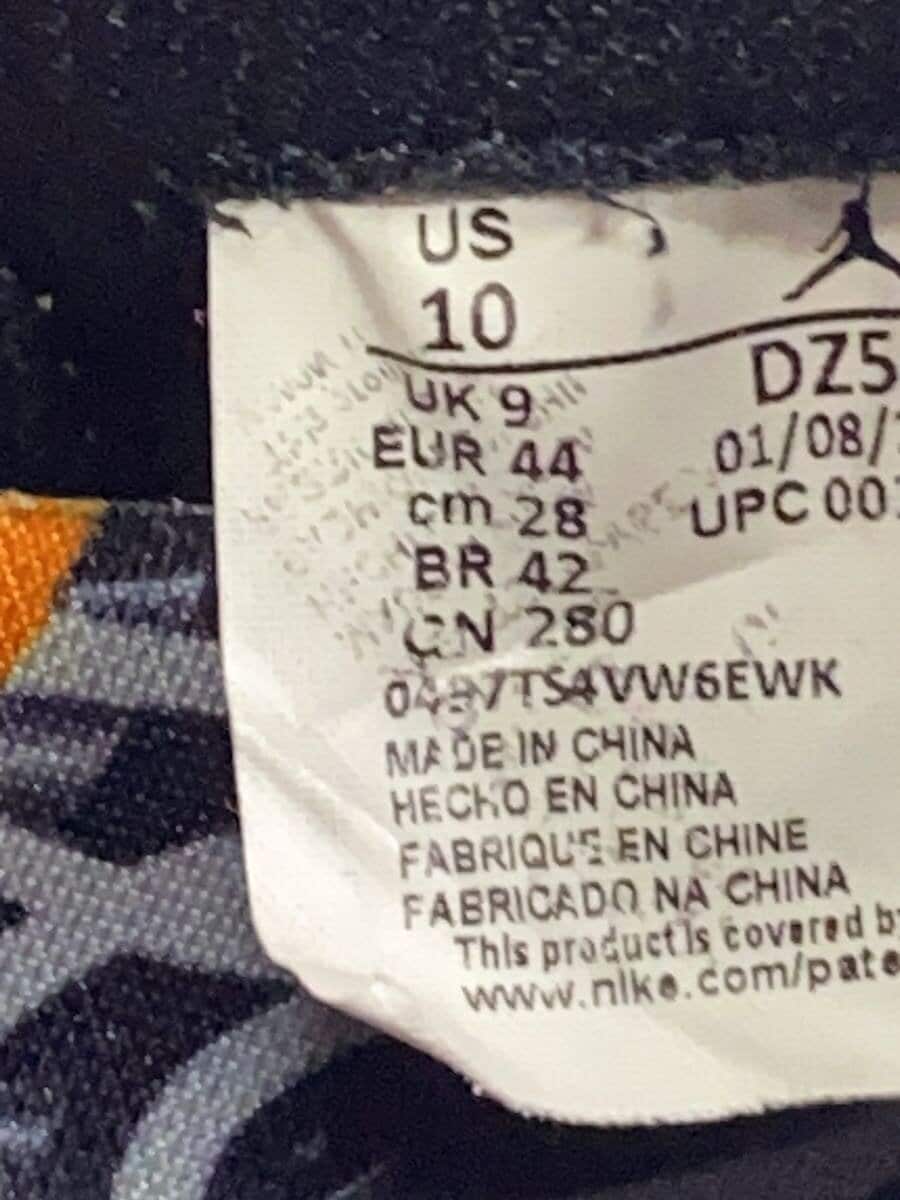 US
10
UK 9
EUR 44
cm 28
BR 42
CN 280
DZ5
01/08/
UPC 00
MADE IN CHINA
HECHO EN CHINA
FABRIQUE EN CHINE
FABRICADO NA CHINA
This product is covered b
www.nike.com/pate